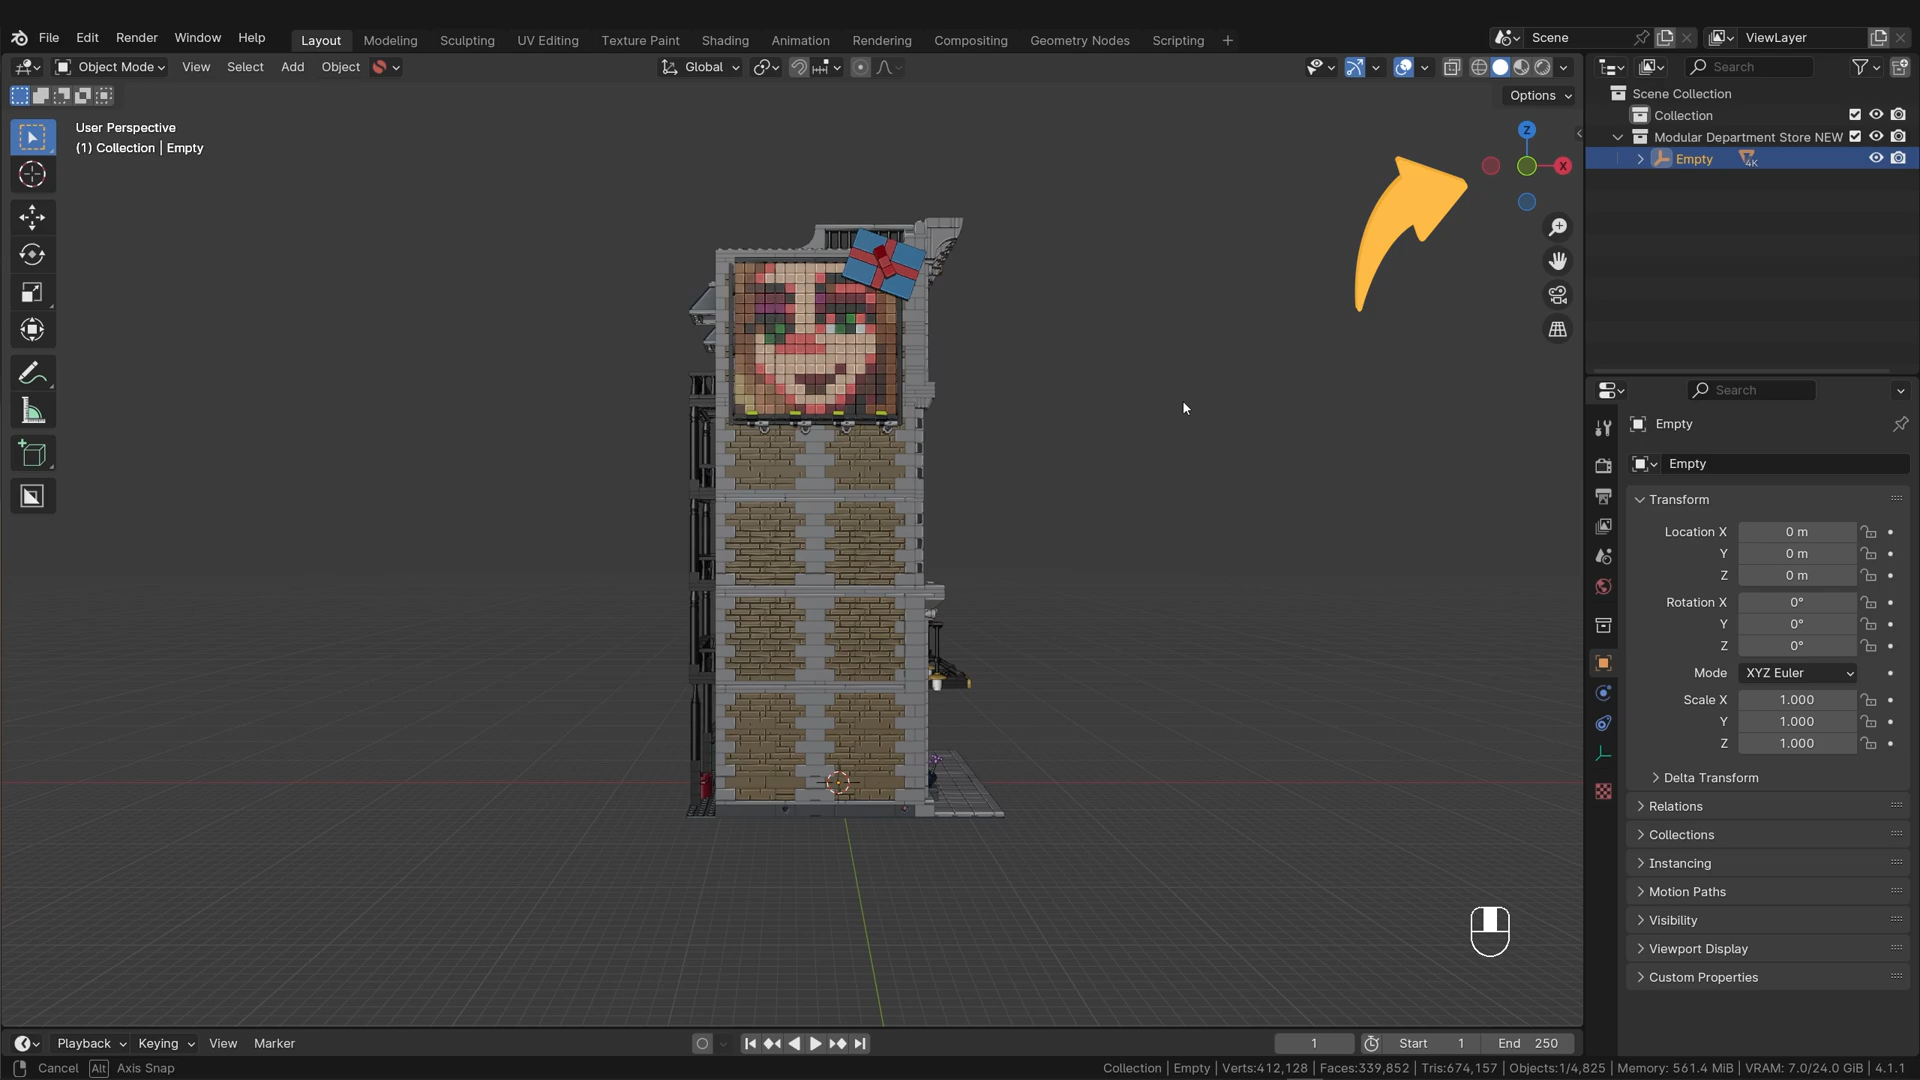 File Edit Render Window Help Layout Modeling Sculpting UV Editing Texture Paint Shading Animation Rendering Compositing Geometry Nodes Scripting + Scene ViewLayer
Object Mode View Select Add Object Global Search
Options
User Perspective
(1) Collection | Empty
Z
X
Scene Collection
Collection
Modular Department Store NEW
Empty 4K
Search
Empty
Empty
Transform
Location X 0 m
Y 0 m
Z 0 m
Rotation X 0°
Y 0°
Z 0°
Mode XYZ Euler
Scale X 1.000
Y 1.000
Z 1.000
Delta Transform
Relations
Collections
Instancing
Motion Paths
Visibility
Viewport Display
Custom Properties
Playback Keying View Marker 1 Start 1 End 250
Cancel Alt Axis Snap Collection | Empty | Verts:412,128 | Faces:339,852 | Tris:674,157 | Objects:1/4,825 | Memory: 561.4 MiB | VRAM: 7.0/24.0 GiB | 4.1.1